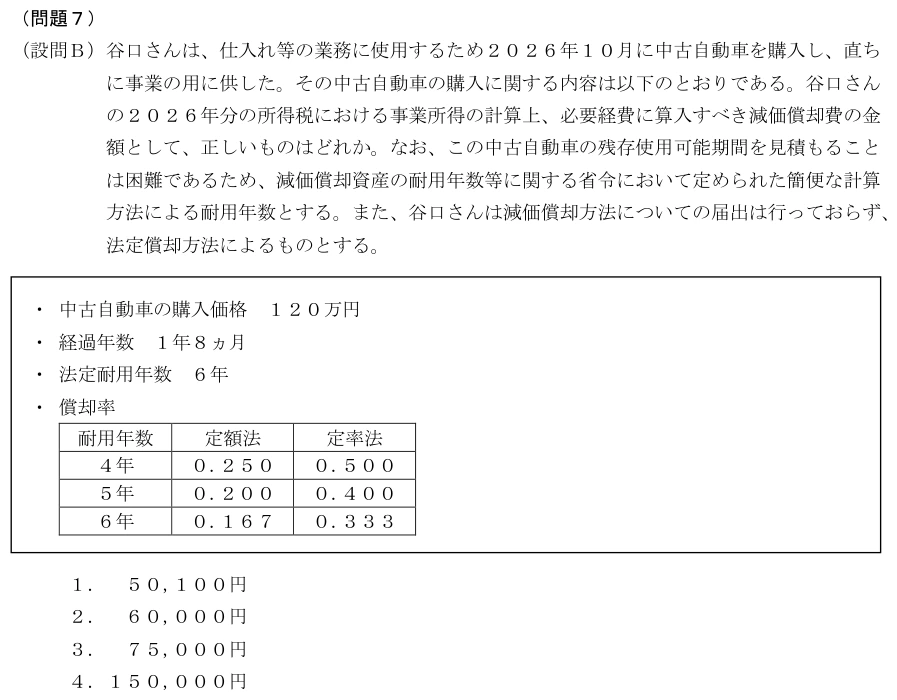 （問題７）
（設問Ｂ）谷口さんは、仕入れ等の業務に使用するため２０２６年１０月に中古自動車を購入し、直ち
に事業の用に供した。その中古自動車の購入に関する内容は以下のとおりである。谷口さん
の２０２６年分の所得税における事業所得の計算上、必要経費に算入すべき減価償却費の金
額として、正しいものはどれか。なお、この中古自動車の残存使用可能期間を見積もること
は困難であるため、減価償却資産の耐用年数等に関する省令において定められた簡便な計算
方法による耐用年数とする。また、谷口さんは減価償却方法についての届出は行っておらず、
法定償却方法によるものとする。
・ 中古自動車の購入価格　１２０万円
・ 経過年数　１年８ヵ月
・ 法定耐用年数　６年
・ 償却率
耐用年数 定額法 定率法
４年 ０．２５０ ０．５００
５年 ０．２００ ０．４００
６年 ０．１６７ ０．３３３
１．　５０，１００円
２．　６０，０００円
３．　７５，０００円
４．１５０，０００円